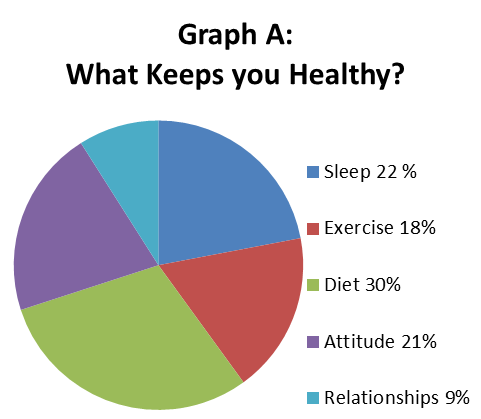 Graph A:
What Keeps you Healthy?
Sleep 22 %
Exercise 18%
Diet 30%
Attitude 21%
Relationships 9%